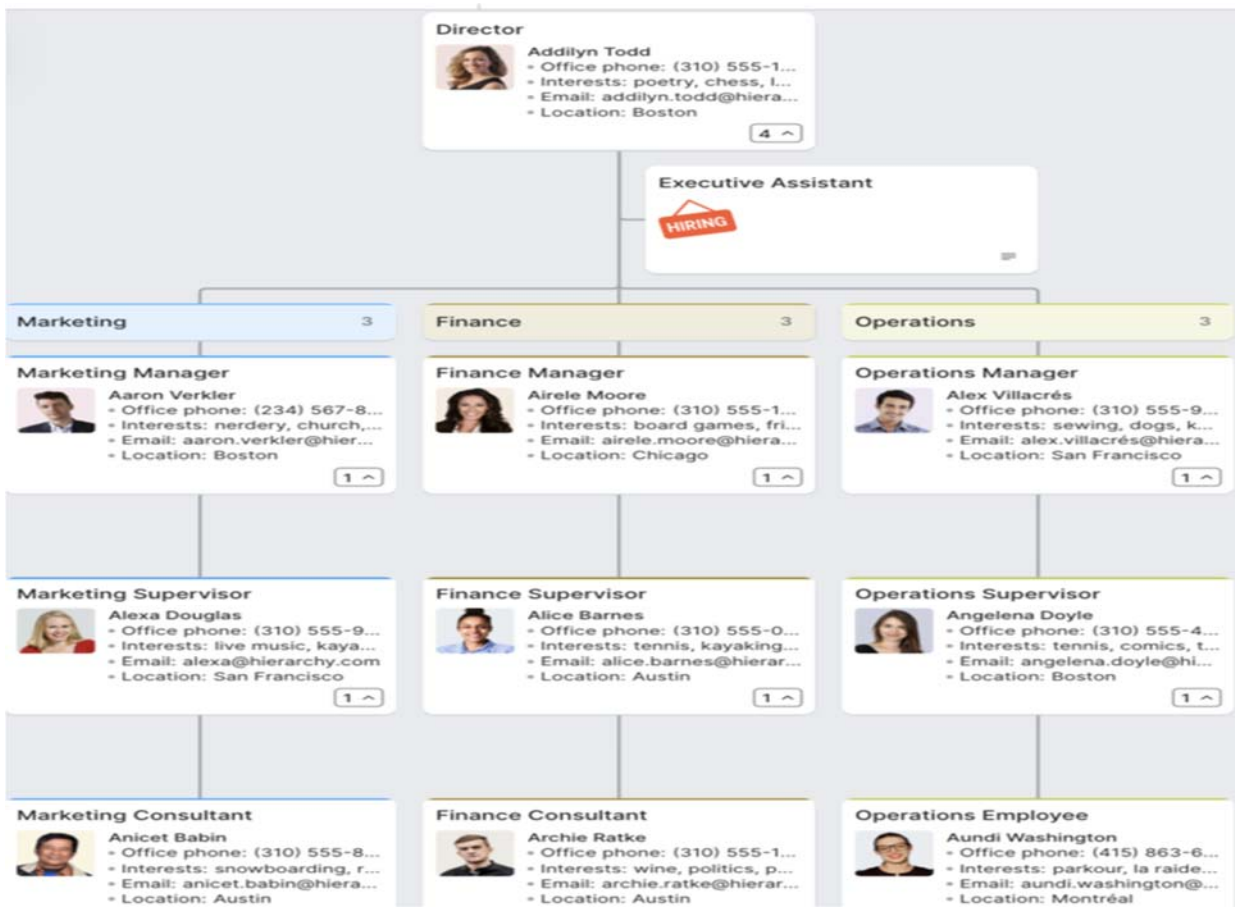 Director
Addilyn Todd
• Office phone: (310) 555-1...
• Interests: poetry, chess, l...
• Email: addilyn.todd@hiera...
• Location: Boston
4
Executive Assistant
HIRING
Marketing 3
Finance 3
Operations 3
Marketing Manager
Aaron Verkler
• Office phone: (234) 567-8...
• Interests: nerdery, church,...
• Email: aaron.verkler@hier...
• Location: Boston
1
Finance Manager
Airele Moore
• Office phone: (310) 555-1...
• Interests: board games, fri...
• Email: airele.moore@hiera...
• Location: Chicago
1
Operations Manager
Alex Villacrés
• Office phone: (310) 555-9...
• Interests: sewing, dogs, k...
• Email: alex.villacrés@hiera...
• Location: San Francisco
1
Marketing Supervisor
Alexa Douglas
• Office phone: (310) 555-9...
• Interests: live music, kaya...
• Email: alexa@hierarchy.com
• Location: San Francisco
1
Finance Supervisor
Alice Barnes
• Office phone: (310) 555-0...
• Interests: tennis, kayaking...
• Email: alice.barnes@hierar...
• Location: Austin
1
Operations Supervisor
Angelena Doyle
• Office phone: (310) 555-4...
• Interests: tennis, comics, t...
• Email: angelena.doyle@hi...
• Location: Boston
1
Marketing Consultant
Anicet Babin
• Office phone: (310) 555-8...
• Interests: snowboarding, r...
• Email: anicet.babin@hiera...
• Location: Austin
Finance Consultant
Archie Ratke
• Office phone: (310) 555-1...
• Interests: wine, politics, p...
• Email: archie.ratke@hierar...
• Location: Austin
Operations Employee
Aundi Washington
• Office phone: (415) 863-6...
• Interests: parkour, la raide...
• Email: aundi.washington@...
• Location: Montréal